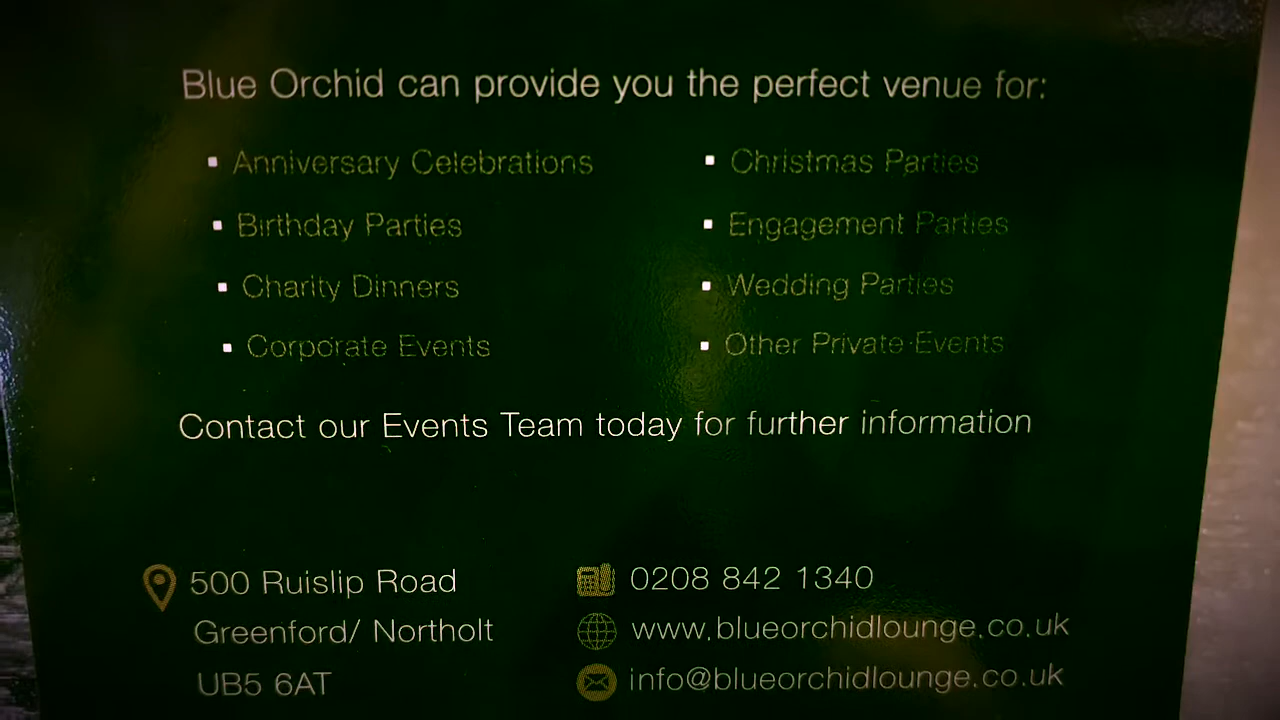 Blue Orchid can provide you the perfect venue for:
▪ Anniversary Celebrations
▪ Birthday Parties
▪ Charity Dinners
▪ Corporate Events
▪ Christmas Parties
▪ Engagement Parties
▪ Wedding Parties
▪ Other Private Events
Contact our Events Team today for further information
500 Ruislip Road
Greenford/ Northolt
UB5 6AT
0208 842 1340
www.blueorchidlounge.co.uk
info@blueorchidlounge.co.uk